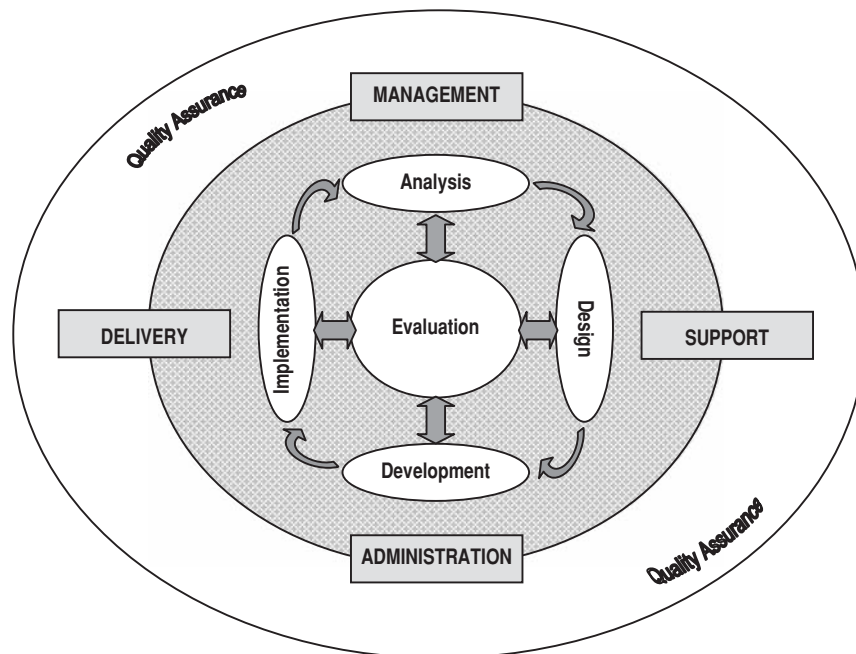 Quality Assurance
MANAGEMENT
Analysis
Implementation
Evaluation
Design
DELIVERY
SUPPORT
Development
ADMINISTRATION
Quality Assurance